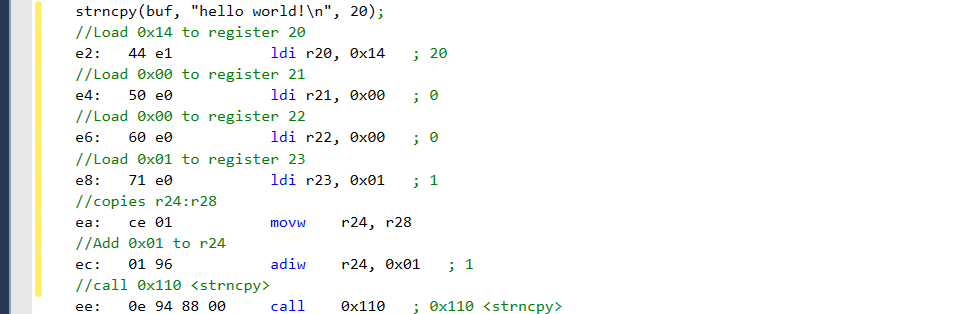 strncpy(buf, "hello world!\n", 20);
//Load 0x14 to register 20
e2: 44 e1 ldi r20, 0x14 ; 20
//Load 0x00 to register 21
e4: 50 e0 ldi r21, 0x00 ; 0
//Load 0x00 to register 22
e6: 60 e0 ldi r22, 0x00 ; 0
//Load 0x01 to register 23
e8: 71 e0 ldi r23, 0x01 ; 1
//copies r24:r28
ea: ce 01 movw r24, r28
//Add 0x01 to r24
ec: 01 96 adiw r24, 0x01 ; 1
//call 0x110 <strncpy>
ee: 0e 94 88 00 call 0x110 ; 0x110 <strncpy>